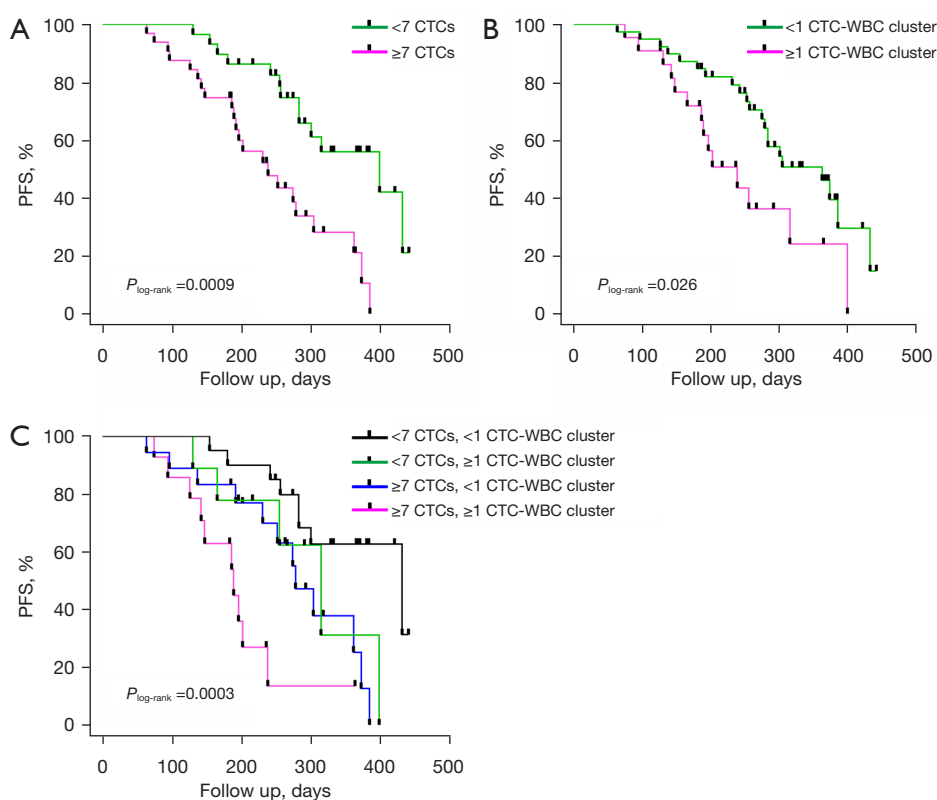 A
<7 CTCs
≥7 CTCs
100
80
60
40
20
0
PFS, %
P log-rank =0.0009
0 100 200 300 400 500
Follow up, days
B
<1 CTC-WBC cluster
≥1 CTC-WBC cluster
100
80
60
40
20
0
PFS, %
P log-rank =0.026
0 100 200 300 400 500
Follow up, days
C
<7 CTCs, <1 CTC-WBC cluster
<7 CTCs, ≥1 CTC-WBC cluster
≥7 CTCs, <1 CTC-WBC cluster
≥7 CTCs, ≥1 CTC-WBC cluster
100
80
60
40
20
0
PFS, %
P log-rank =0.0003
0 100 200 300 400 500
Follow up, days